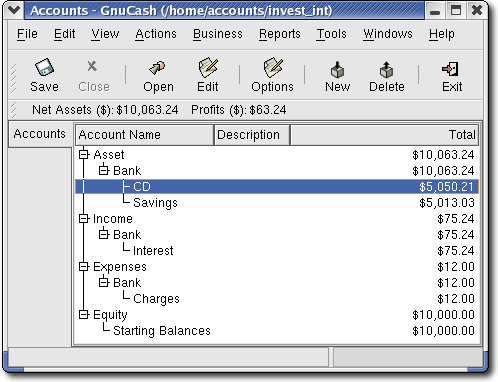 Accounts - GnuCash (/home/accounts/invest_int)
File Edit View Actions Business Reports Tools Windows Help
Save Close Open Edit Options New Delete Exit
Net Assets ($): $10,063.24 Profits ($): $63.24
Accounts
Account Name Description Total
Asset $10,063.24
Bank $10,063.24
CD $5,050.21
Savings $5,013.03
Income $75.24
Bank $75.24
Interest $75.24
Expenses $12.00
Bank $12.00
Charges $12.00
Equity $10,000.00
Starting Balances $10,000.00